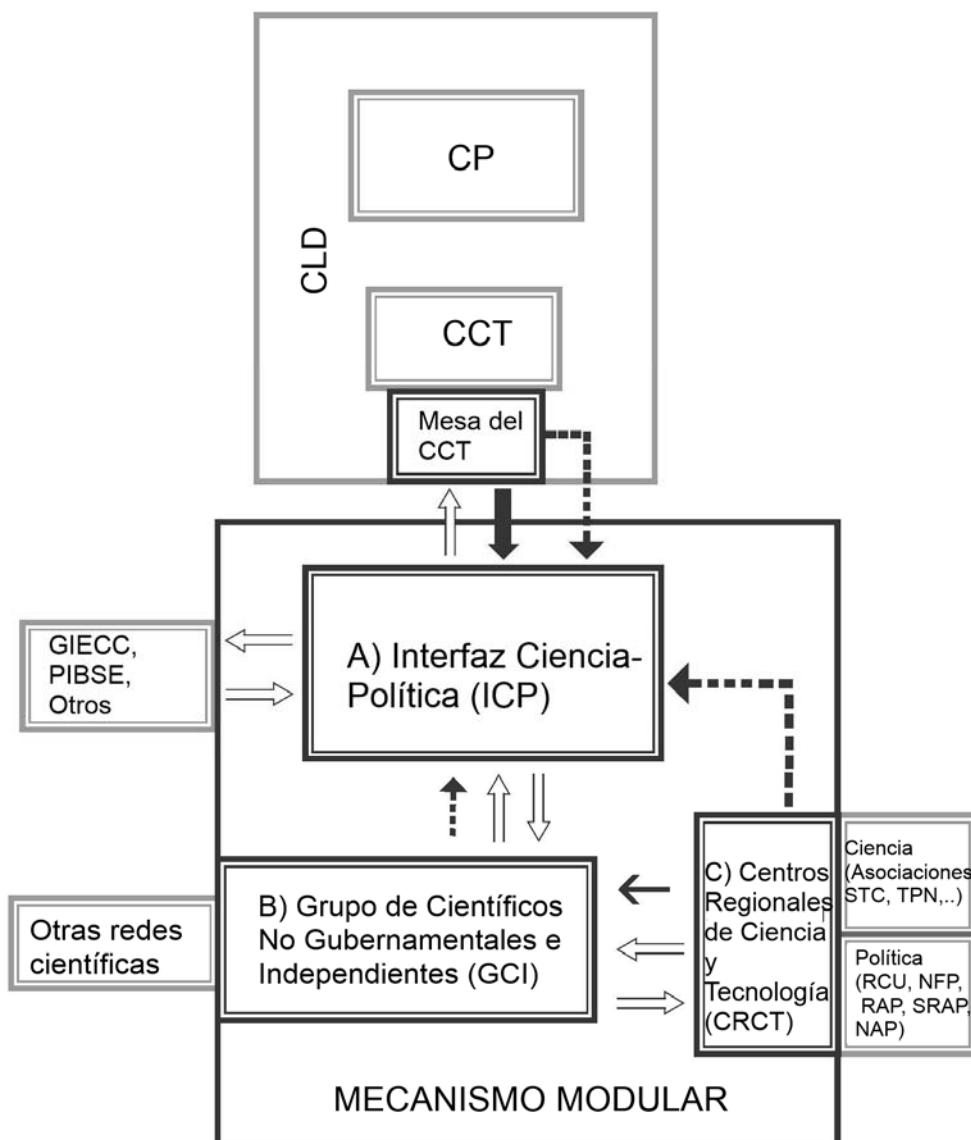 CP
CLD
CCT
Mesa del
CCT
GIECC,
PIBSE,
Otros
A) Interfaz Ciencia-
Política (ICP)
Otras redes
científicas
B) Grupo de Científicos
No Gubernamentales e
Independientes (GCI)
C) Centros
Regionales
de Ciencia
y
Tecnología
(CRCT)
Ciencia
(Asociaciones
STC, TPN,..)
Política
(RCU, NFP,
RAP, SRAP,
NAP)
MECANISMO MODULAR